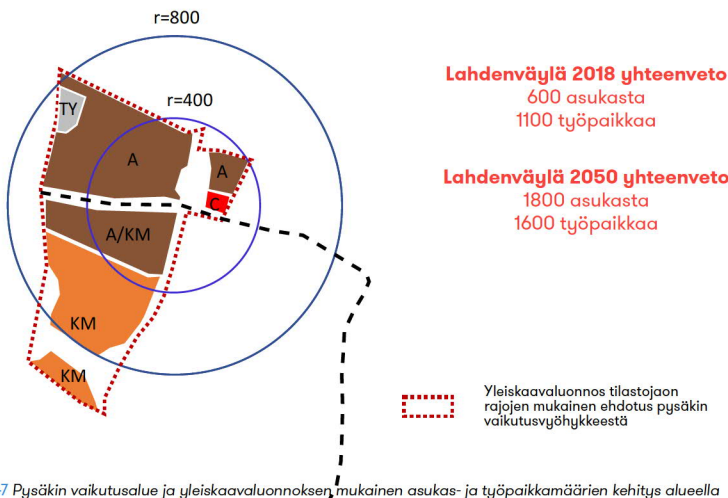 r=800
r=400
TY
A
A
C
A/KM
KM
KM
Lahdenväylä 2018 yhteenveto
600 asukasta
1100 työpaikkaa
Lahdenväylä 2050 yhteenveto
1800 asukasta
1600 työpaikkaa
Yleiskaavaluonnos tilastojaon
rajojen mukainen ehdotus pysäkin
vaikutusvyöhykkeestä
7 Pysäkin vaikutusalue ja yleiskaavaluonnoksen mukainen asukas- ja työpaikkamäärien kehitys alueella